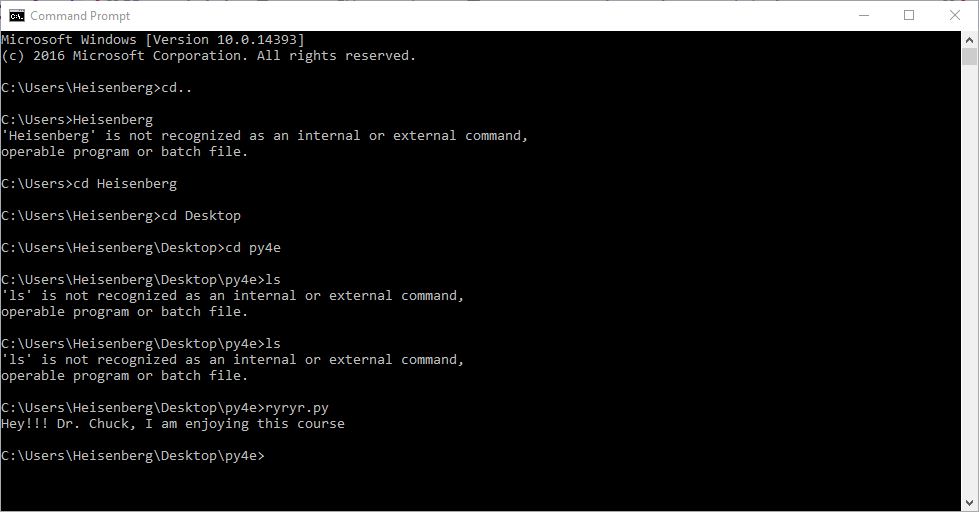 Command Prompt
Microsoft Windows [Version 10.0.14393]
(c) 2016 Microsoft Corporation. All rights reserved.
C:\Users\Heisenberg>cd..
C:\Users>Heisenberg
'Heisenberg' is not recognized as an internal or external command,
operable program or batch file.
C:\Users>cd Heisenberg
C:\Users\Heisenberg>cd Desktop
C:\Users\Heisenberg\Desktop>cd py4e
C:\Users\Heisenberg\Desktop\py4e>ls
'ls' is not recognized as an internal or external command,
operable program or batch file.
C:\Users\Heisenberg\Desktop\py4e>ls
'ls' is not recognized as an internal or external command,
operable program or batch file.
C:\Users\Heisenberg\Desktop\py4e>ryryr.py
Hey!!! Dr. Chuck, I am enjoying this course
C:\Users\Heisenberg\Desktop\py4e>